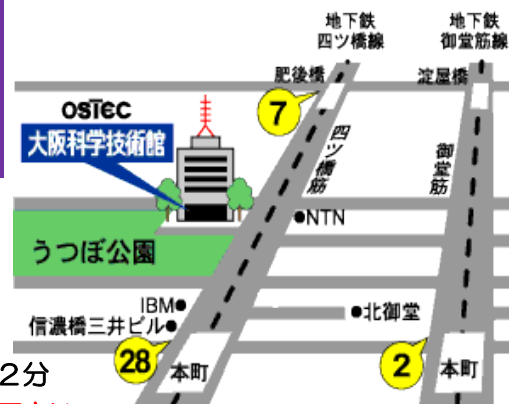 地下鉄
四ツ橋線
地下鉄
御堂筋線
肥後橋
淀屋橋
7
OSTEC
大阪科学技術館
四ツ橋筋
御堂筋
NTN
うつぼ公園
IBM
北御堂
信濃橋三井ビル
28
本町
2
本町
2分